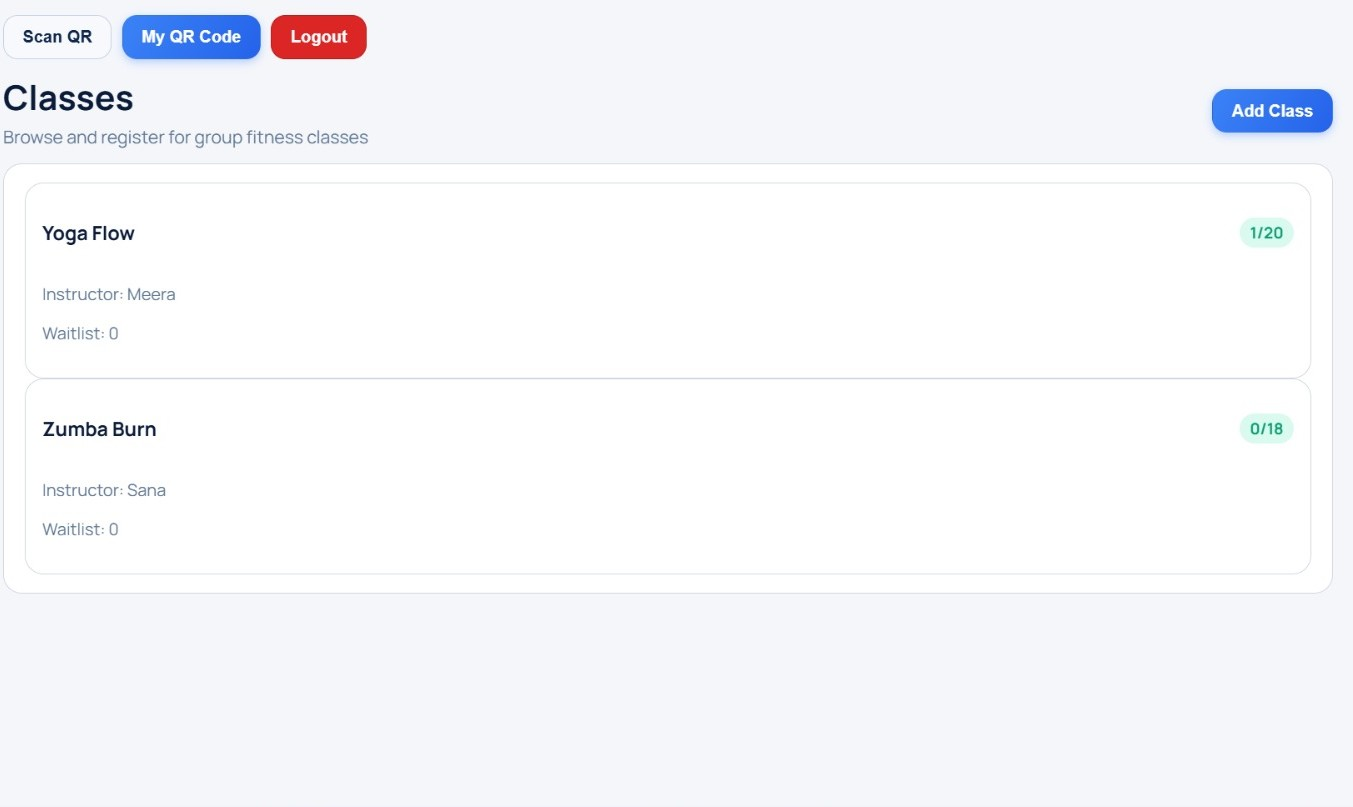 Scan QR My QR Code Logout
Classes
Add Class
Browse and register for group fitness classes
Yoga Flow 1/20
Instructor: Meera
Waitlist: 0
Zumba Burn 0/18
Instructor: Sana
Waitlist: 0